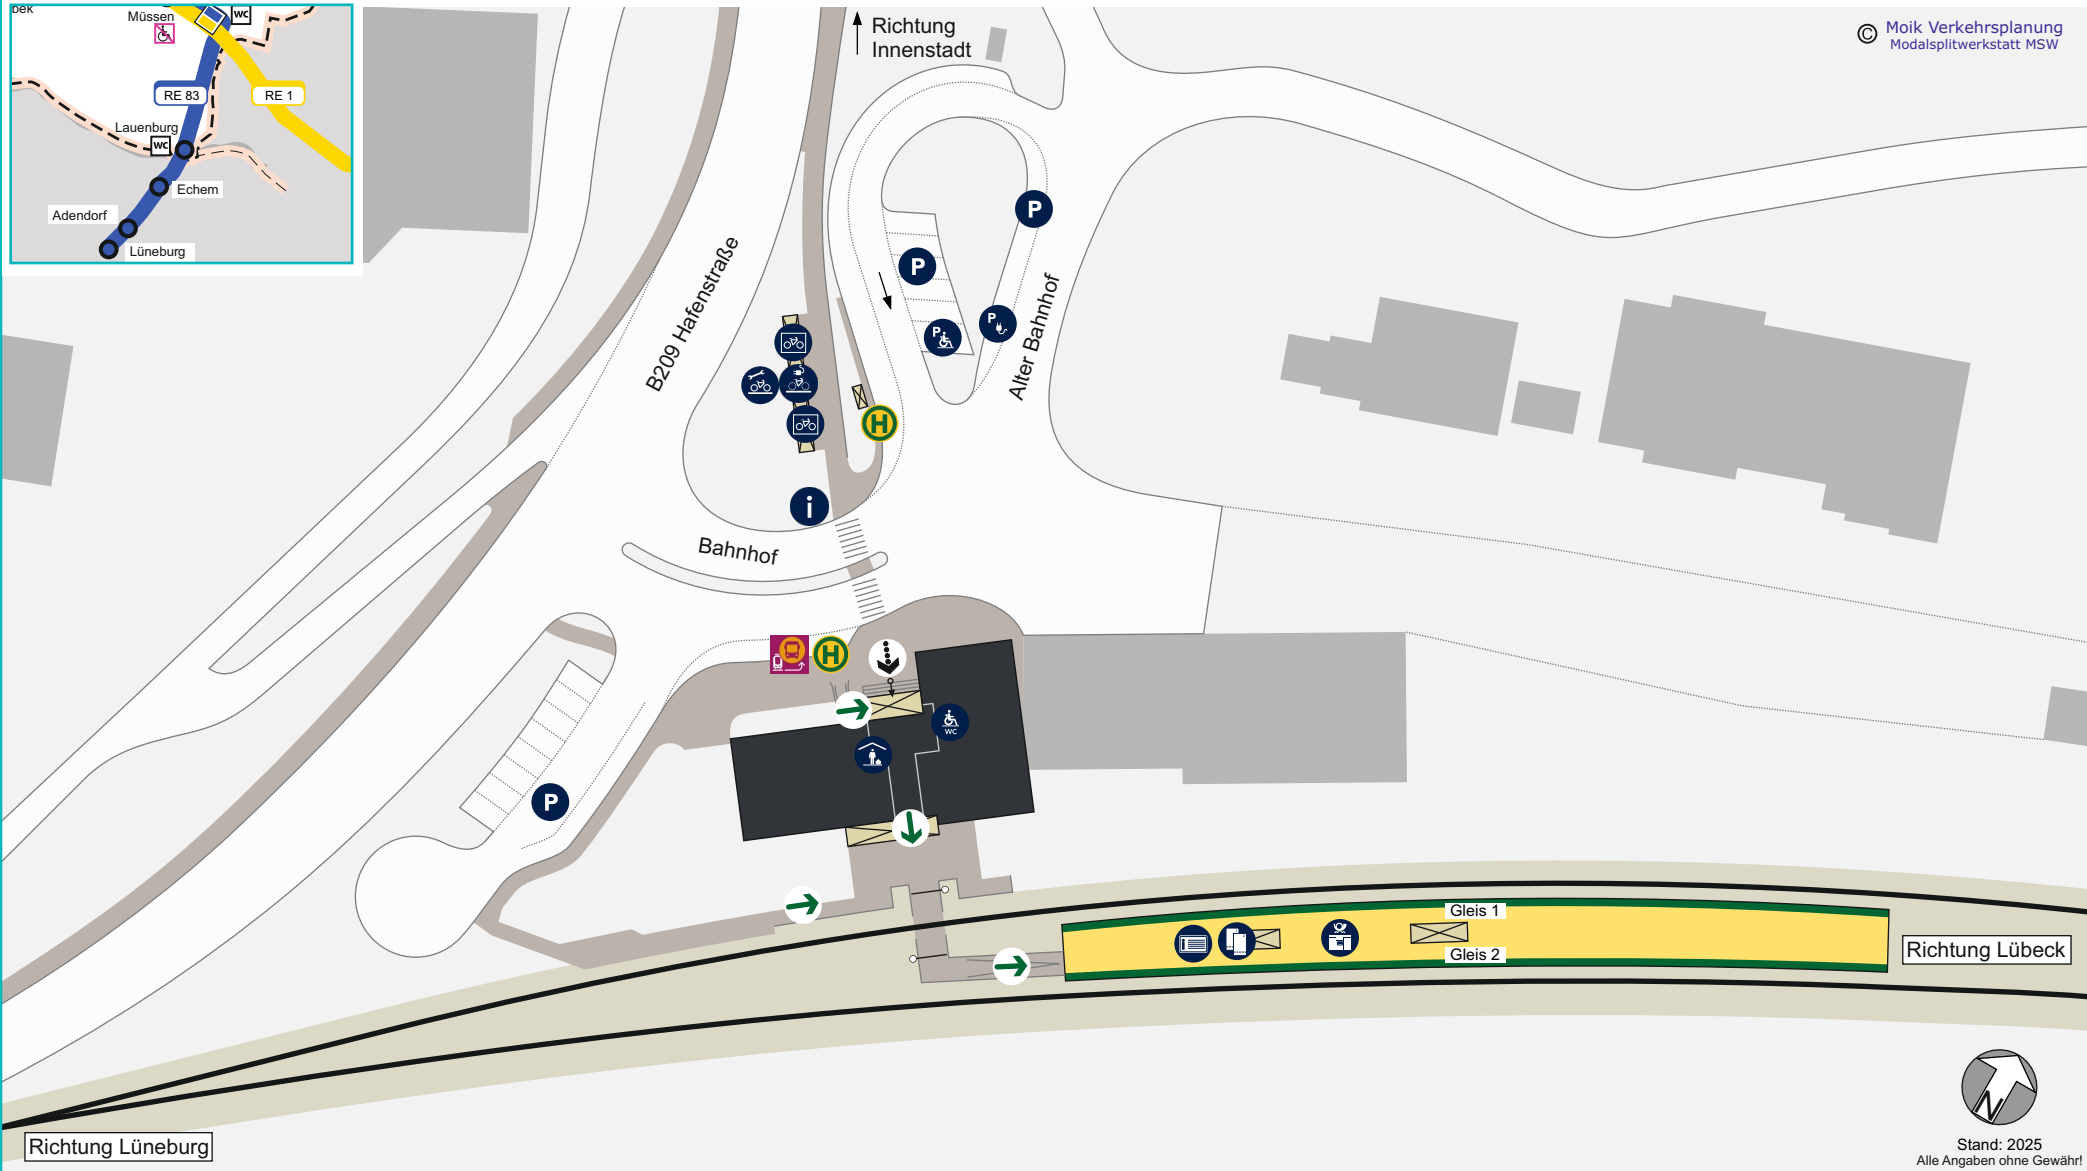 bek
Müssen
WC
RE 83
RE 1
Lauenburg
WC
Echem
Adendorf
Lüneburg
Richtung
Innenstadt
© Moik Verkehrsplanung
Modalsplitwerkstatt MSW
B209 Hafenstraße
Alter Bahnhof
P
P
P
P
H
i
Bahnhof
H
WC
P
Gleis 1
Gleis 2
Richtung Lübeck
Richtung Lüneburg
N
Stand: 2025
Alle Angaben ohne Gewähr!